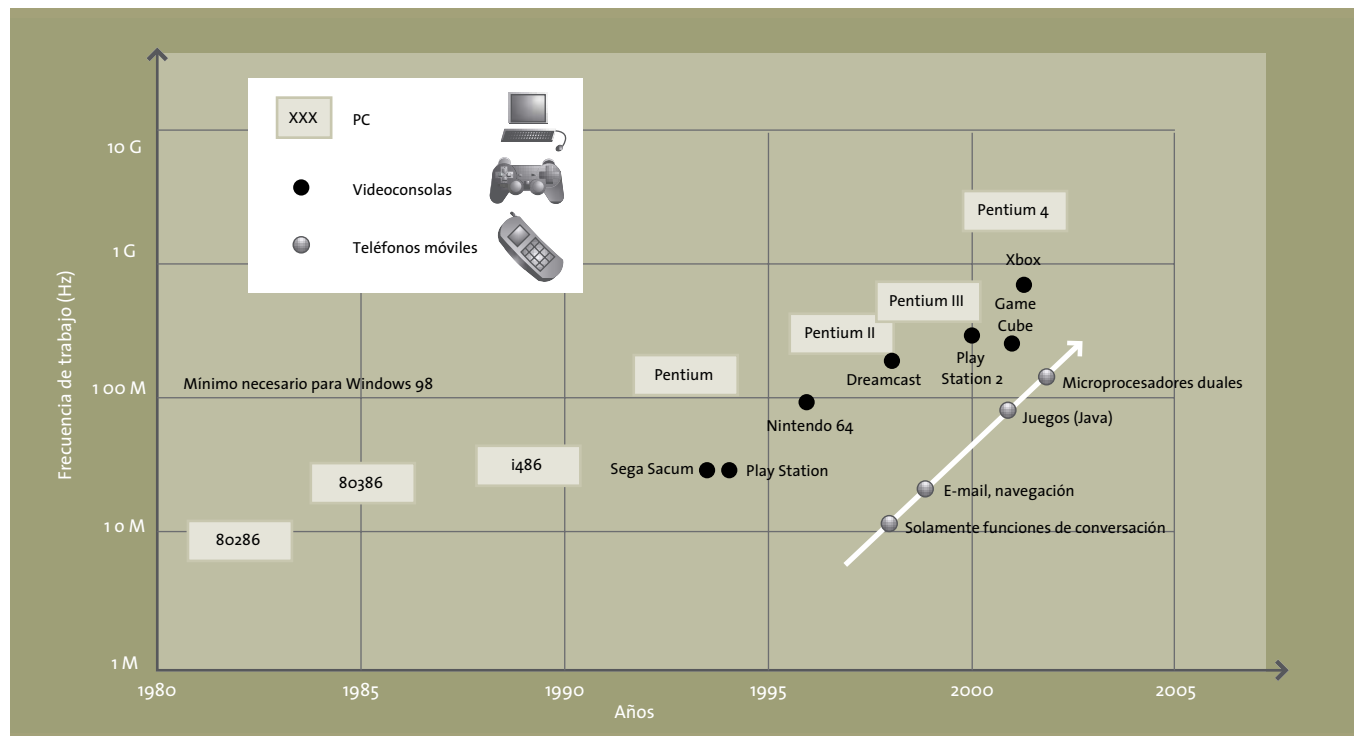 XXX
PC
Videoconsolas
Teléfonos móviles
Frecuencia de trabajo (Hz)
10 G
1 G
100 M
10 M
1 M
Mínimo necesario para Windows 98
80286
80386
i486
Pentium
Pentium II
Pentium III
Pentium 4
Xbox
Game
Cube
Play
Station 2
Dreamcast
Nintendo 64
Sega Sacum
Play Station
Microprocesadores duales
Juegos (Java)
E-mail, navegación
Solamente funciones de conversación
1980
1985
1990
1995
2000
2005
Años